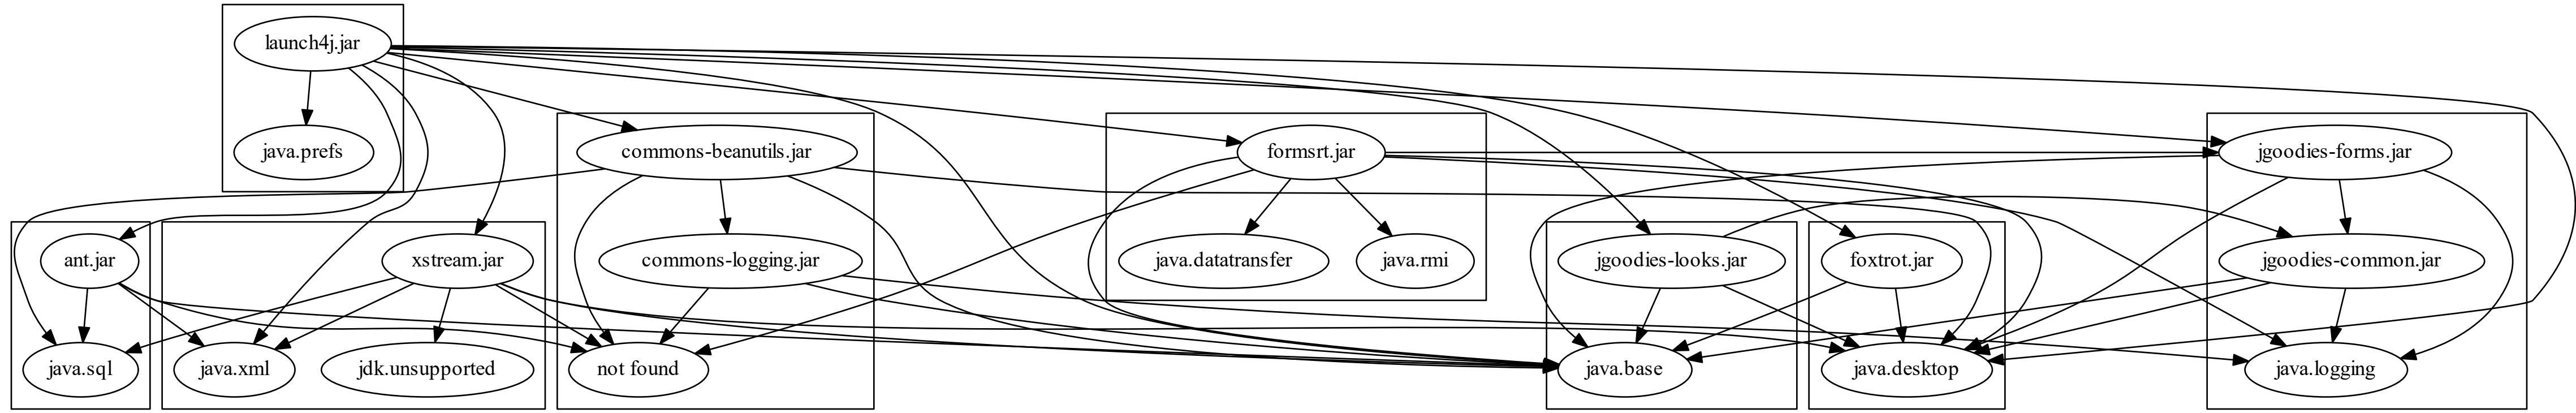 launch4j.jar
java.prefs
commons-beanutils.jar
formsrt.jar
jgoodies-forms.jar
ant.jar
xstream.jar
commons-logging.jar
java.datatransfer
java.rmi
jgoodies-looks.jar
foxtrot.jar
jgoodies-common.jar
java.sql
java.xml
jdk.unsupported
not found
java.base
java.desktop
java.logging